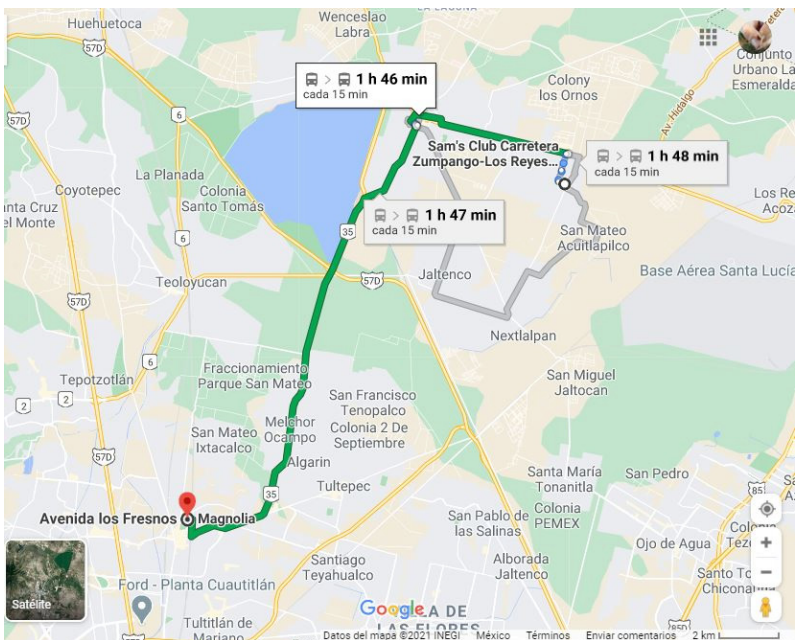 Huehuetoca
Wenceslao
Labra
LA LAGUNA
57D
Conjunto
Urbano La
Esmeralda
1 h 46 min
cada 15 min
Colony
los Ornos
Av. Hidalgo
57D
6
Sam's Club Carretera
Zumpango-Los Reyes...
1 h 48 min
cada 15 min
La Planada
Coyotepec
Colonia
Santo Tomás
Los Re
Acoza
anta Cruz
el Monte
1 h 47 min
cada 15 min
35
6
San Mateo
Acuitlapilco
Jaltenco
Base Aérea Santa Lucía
Teoloyucan
57D
57D
Nextlalpan
6
Fraccionamiento
Parque San Mateo
Tepotzotlán
San Miguel
Jaltocan
2
2
San Francisco
Tenopalco
Colonia 2 De
Septiembre
San Mateo
Ixtacalco
Melchor
Ocampo
Algarin
57D
Santa María
Tonanitla
San Pedro
35
Tultepec
85
Avenida los Fresnos
Magnolia
San Pablo de
las Salinas
Colonia
PEMEX
Ojo de Agua
Santiago
Teyahualco
Alborada
Jaltenco
Santo To
Chiconau
Ford - Planta Cuautitlán
Satélite
Google
LA DE
LAS FLORES
Tultitlán de
Mariano
85D
Datos del mapa ©2021 INEGI
México
Términos
Enviar comentarios
2 km